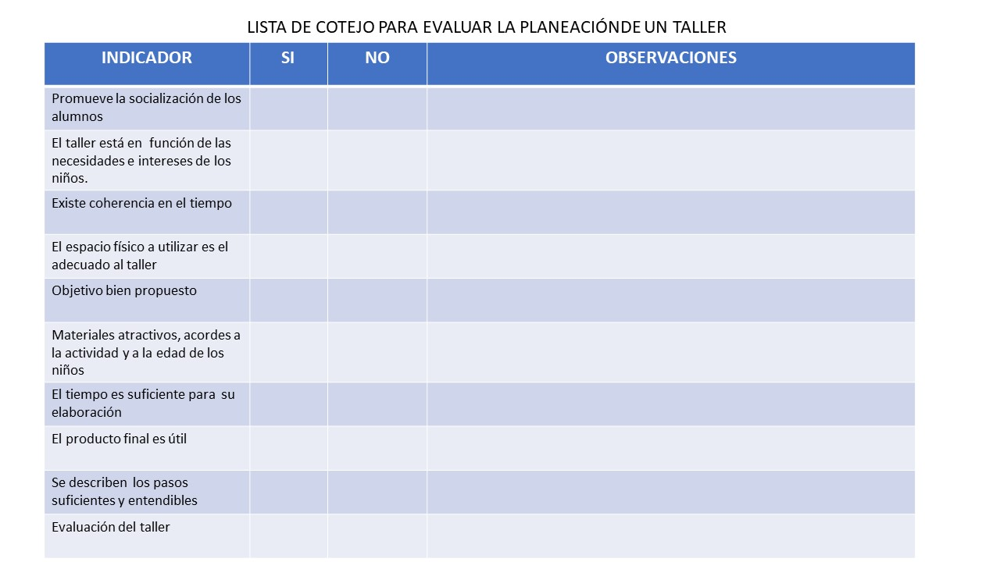 LISTA DE COTEJO PARA EVALUAR LA PLANEACIÓNDE UN TALLER
INDICADOR SI NO OBSERVACIONES
Promueve la socialización de los
alumnos
El taller está en función de las
necesidades e intereses de los
niños.
Existe coherencia en el tiempo
El espacio físico a utilizar es el
adecuado al taller
Objetivo bien propuesto
Materiales atractivos, acordes a
la actividad y a la edad de los
niños
El tiempo es suficiente para su
elaboración
El producto final es útil
Se describen los pasos
suficientes y entendibles
Evaluación del taller